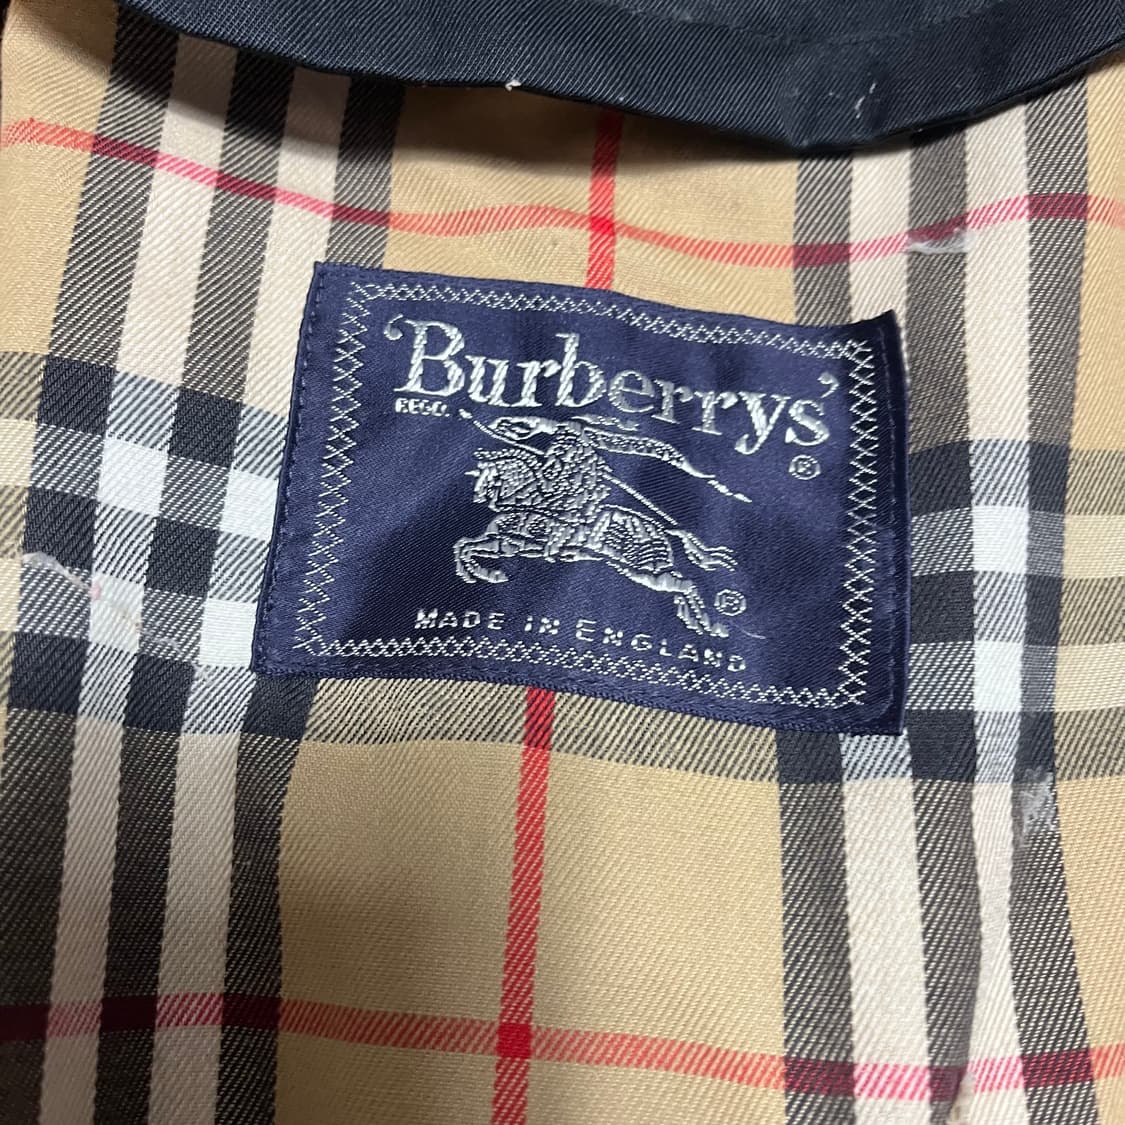 'Burberrys'
REGD.
®
®
MADE IN ENGLAND